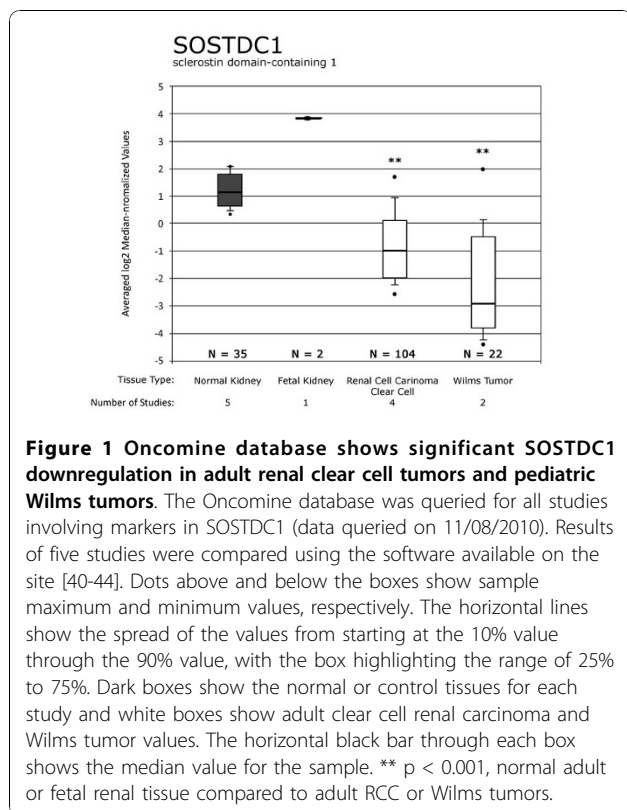 SOSTDC1
sclerostin domain-containing 1
Averaged log2 Median-nromalized Values
5
4
3
2
1
0
-1
-2
-3
-4
-5
**
**
N = 35 N = 2 N = 104 N = 22
Tissue Type: Normal Kidney Fetal Kidney Renal Cell Carinoma Wilms Tumor
Clear Cell
Number of Studies: 5 1 4 2
Figure 1 Oncomine database shows significant SOSTDC1
downregulation in adult renal clear cell tumors and pediatric
Wilms tumors. The Oncomine database was queried for all studies
involving markers in SOSTDC1 (data queried on 11/08/2010). Results
of five studies were compared using the software available on the
site [40-44]. Dots above and below the boxes show sample
maximum and minimum values, respectively. The horizontal lines
show the spread of the values from starting at the 10% value
through the 90% value, with the box highlighting the range of 25%
to 75%. Dark boxes show the normal or control tissues for each
study and white boxes show adult clear cell renal carcinoma and
Wilms tumor values. The horizontal black bar through each box
shows the median value for the sample. ** p < 0.001, normal adult
or fetal renal tissue compared to adult RCC or Wilms tumors.